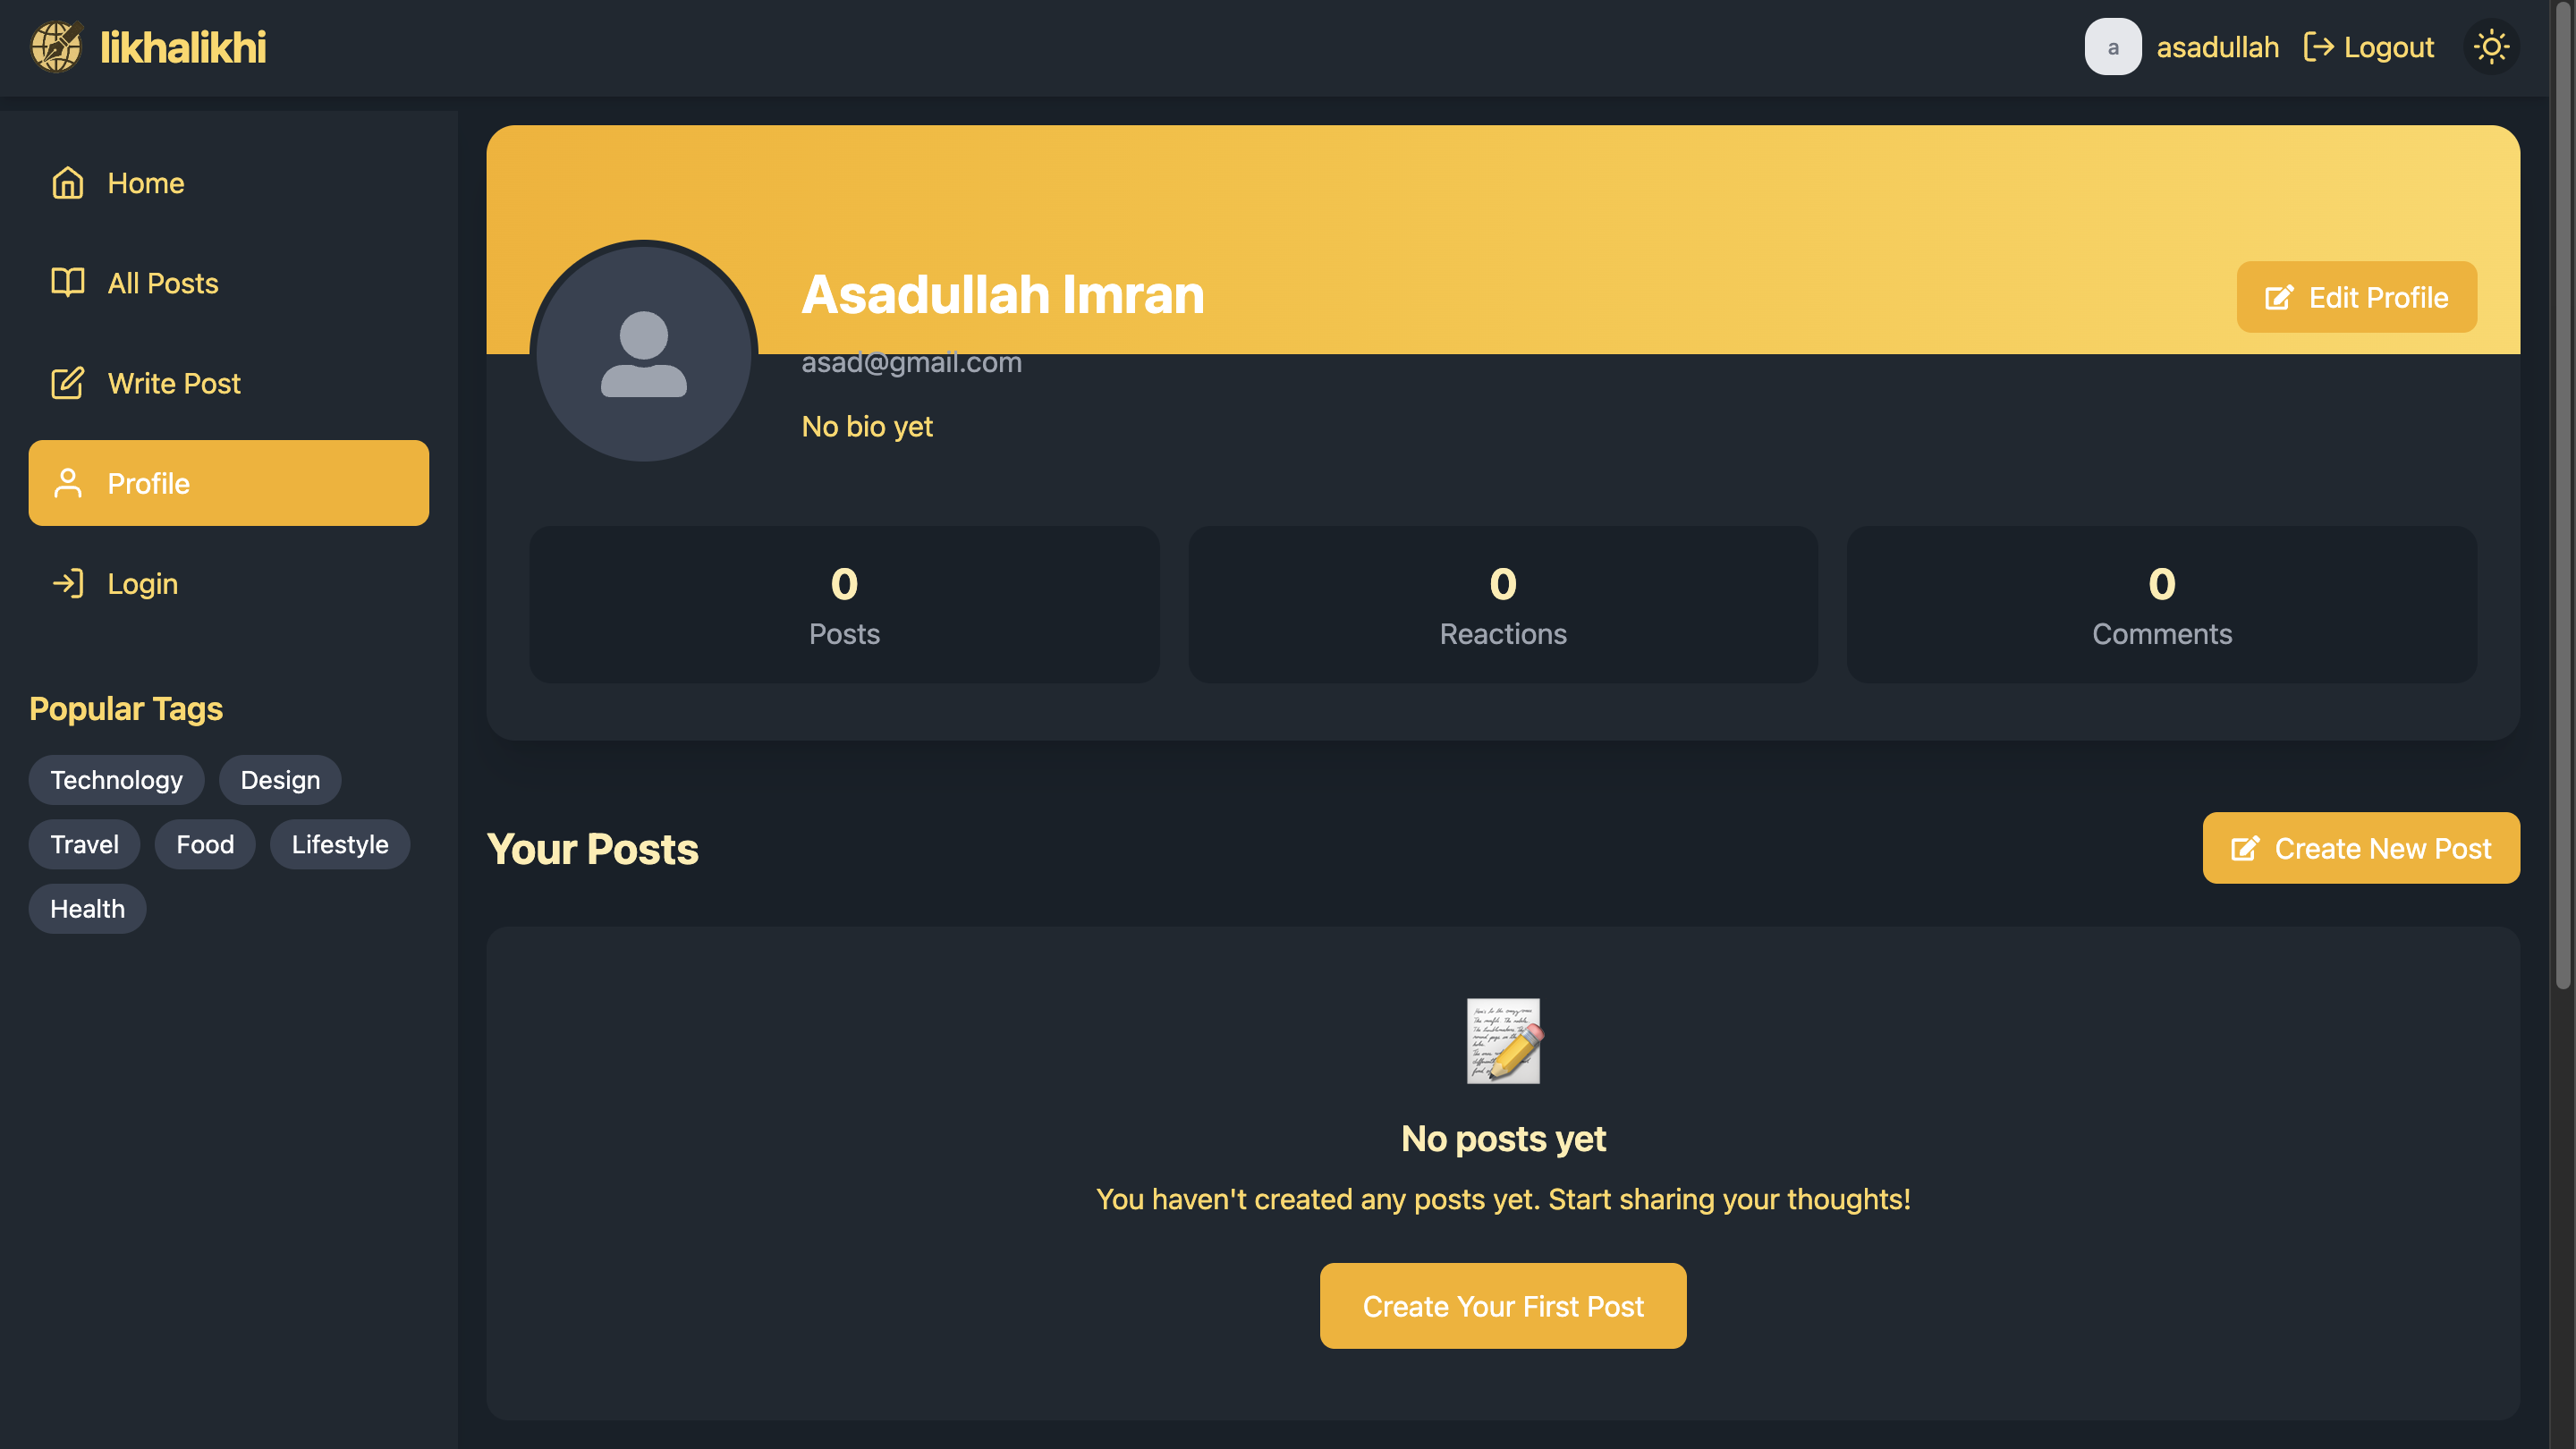 likhalikhi
a
asadullah
Logout
Home
All Posts
Write Post
Profile
Login
Popular Tags
Technology
Design
Travel
Food
Lifestyle
Health
Asadullah Imran
Edit Profile
asad@gmail.com
No bio yet
0
Posts
0
Reactions
0
Comments
Your Posts
Create New Post
No posts yet
You haven't created any posts yet. Start sharing your thoughts!
Create Your First Post